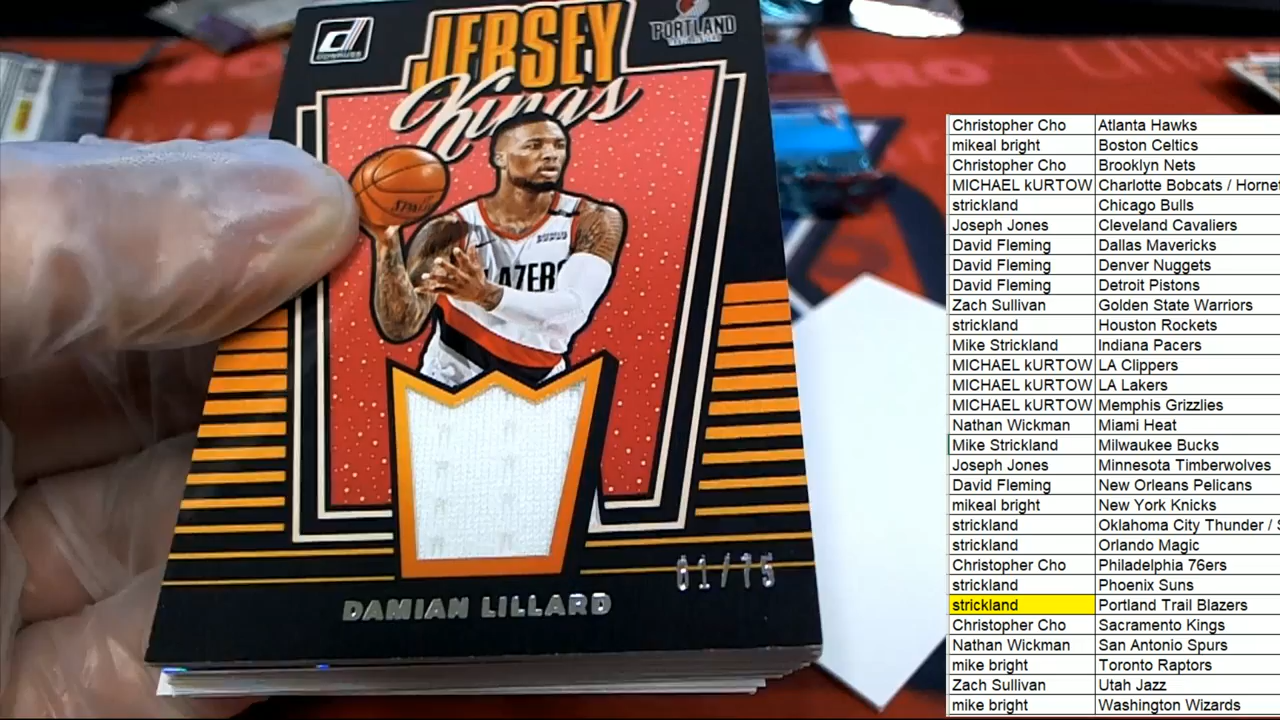 DONRUSS
JERSEY
Kings
PORTLAND
SPALDING
LAZERS
DAMIAN LILLARD
61/75
PRO
Christopher Cho Atlanta Hawks
mikeal bright Boston Celtics
Christopher Cho Brooklyn Nets
MICHAEL kURTOW Charlotte Bobcats / Horne
strickland Chicago Bulls
Joseph Jones Cleveland Cavaliers
David Fleming Dallas Mavericks
David Fleming Denver Nuggets
David Fleming Detroit Pistons
Zach Sullivan Golden State Warriors
strickland Houston Rockets
Mike Strickland Indiana Pacers
MICHAEL kURTOW LA Clippers
MICHAEL kURTOW LA Lakers
MICHAEL kURTOW Memphis Grizzlies
Nathan Wickman Miami Heat
Mike Strickland Milwaukee Bucks
Joseph Jones Minnesota Timberwolves
David Fleming New Orleans Pelicans
mikeal bright New York Knicks
strickland Oklahoma City Thunder /
strickland Orlando Magic
Christopher Cho Philadelphia 76ers
strickland Phoenix Suns
strickland Portland Trail Blazers
Christopher Cho Sacramento Kings
Nathan Wickman San Antonio Spurs
mike bright Toronto Raptors
Zach Sullivan Utah Jazz
mike bright Washington Wizards